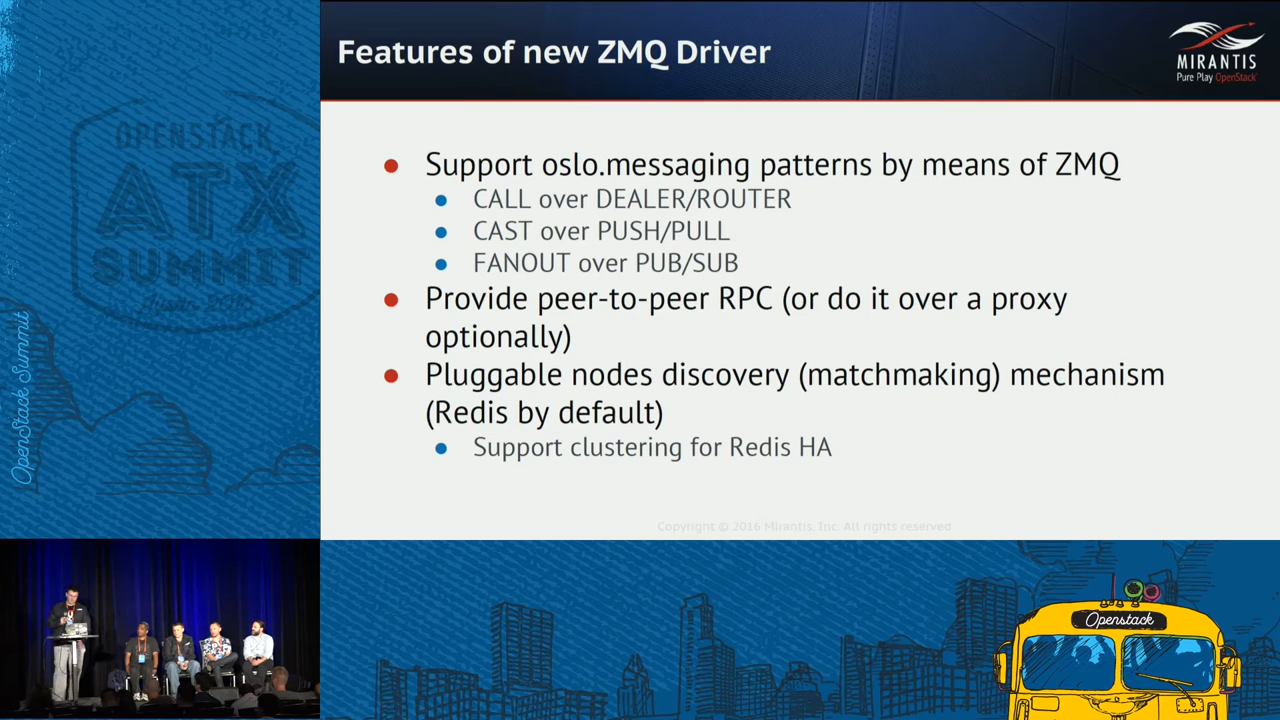 Features of new ZMQ Driver
MIRANTIS
Pure Play OpenStack
● Support oslo.messaging patterns by means of ZMQ
● CALL over DEALER/ROUTER
● CAST over PUSH/PULL
● FANOUT over PUB/SUB
● Provide peer-to-peer RPC (or do it over a proxy
optionally)
● Pluggable nodes discovery (matchmaking) mechanism
(Redis by default)
● Support clustering for Redis HA
Copyright © 2016 Mirantis, Inc. All rights reserved
OPENSTACK
ATX
SUMMIT
Austin 2016
OpenStack Summit
Openstack